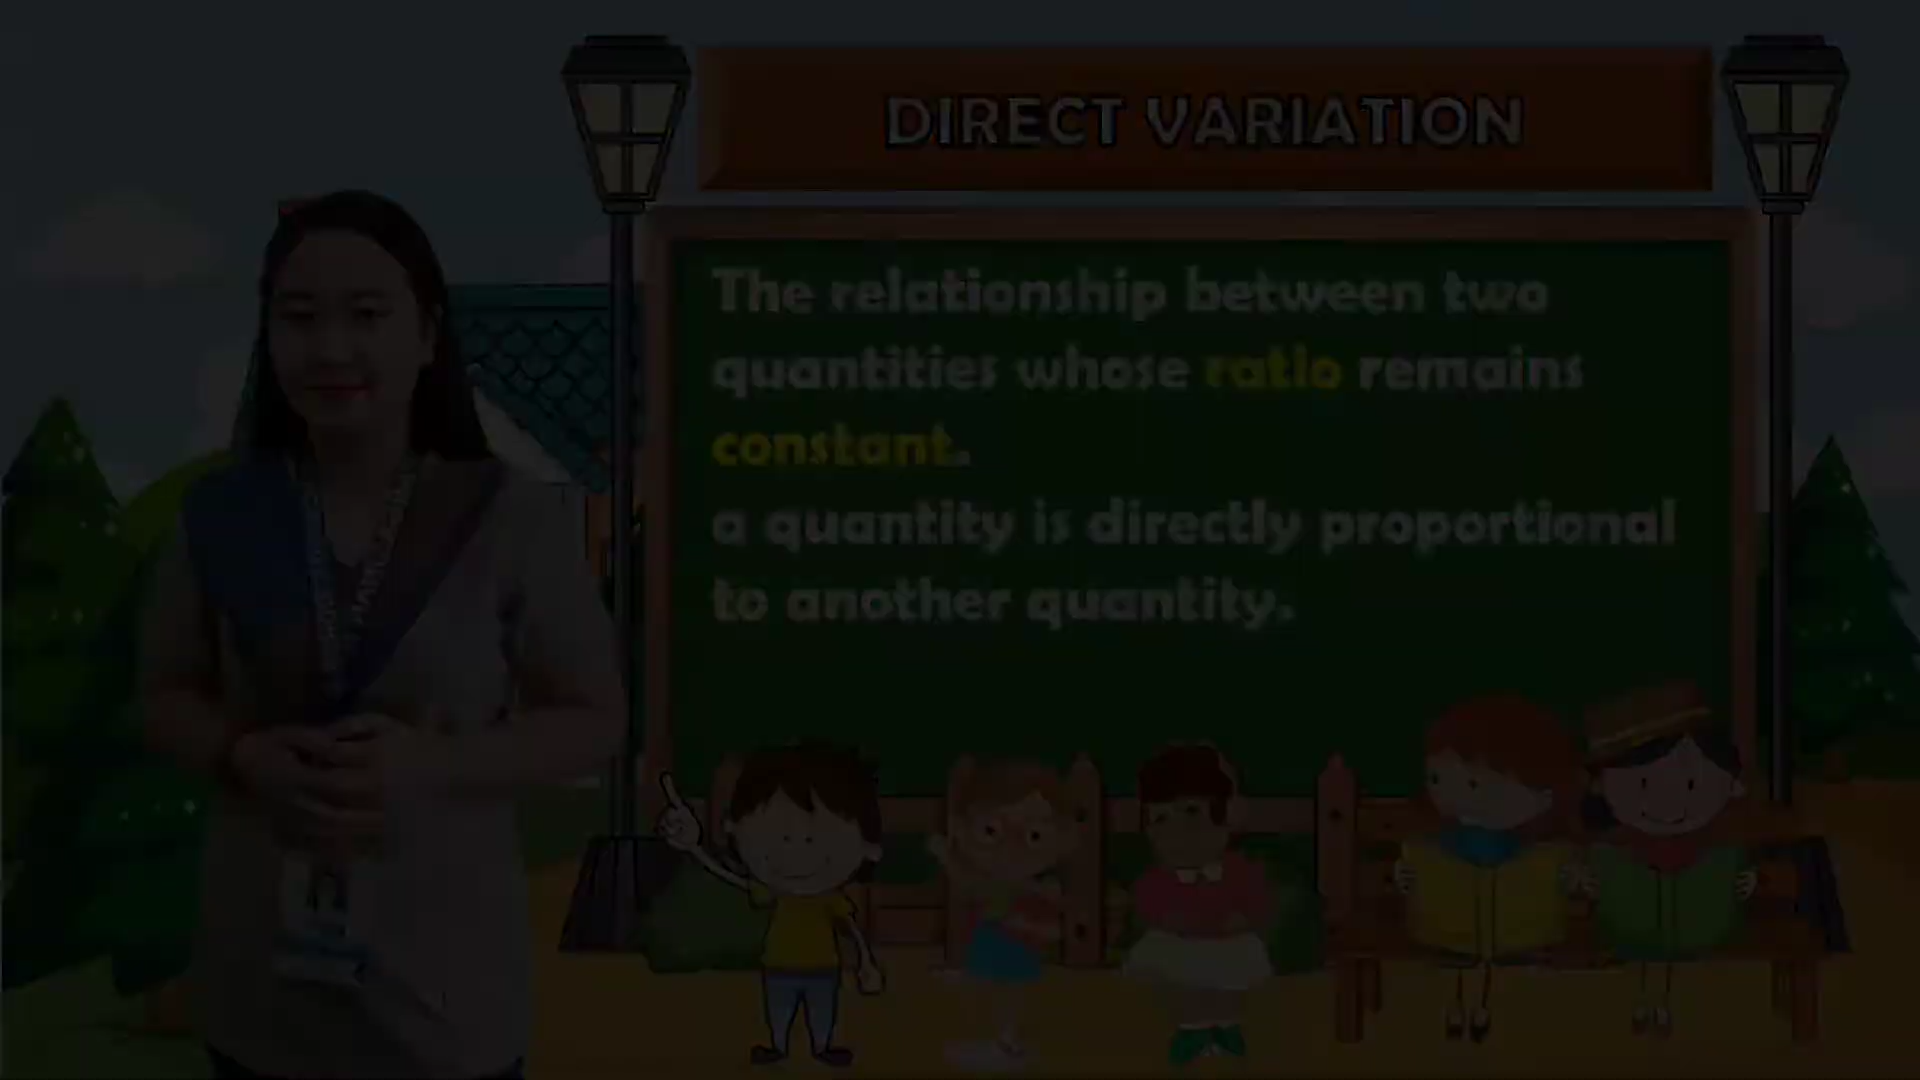 DIRECT VARIATION
The relationship between two
quantities whose ratio remains
constant.
a quantity is directly proportional
to another quantity.